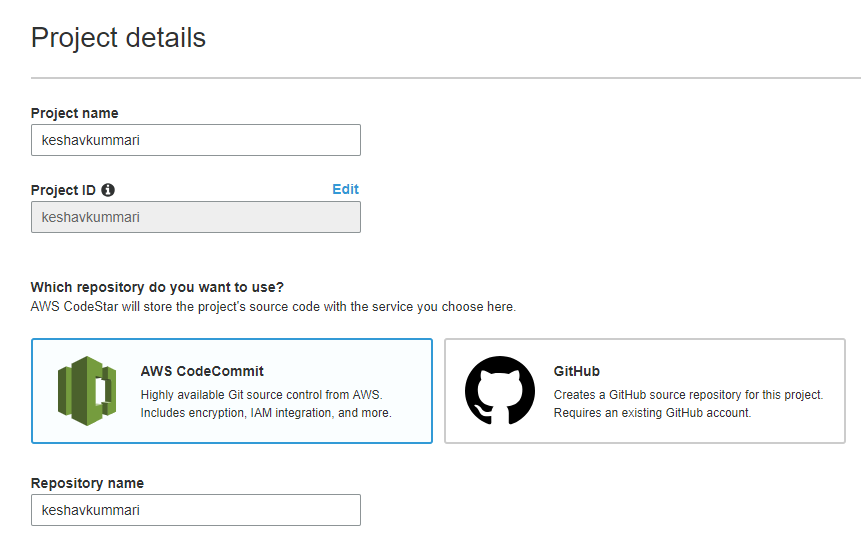 Project details
Project name
keshavkummari
Project ID
Edit
keshavkummari
Which repository do you want to use?
AWS CodeStar will store the project's source code with the service you choose here.
AWS CodeCommit
Highly available Git source control from AWS.
Includes encryption, IAM integration, and more.
GitHub
Creates a GitHub source repository for this project.
Requires an existing GitHub account.
Repository name
keshavkummari